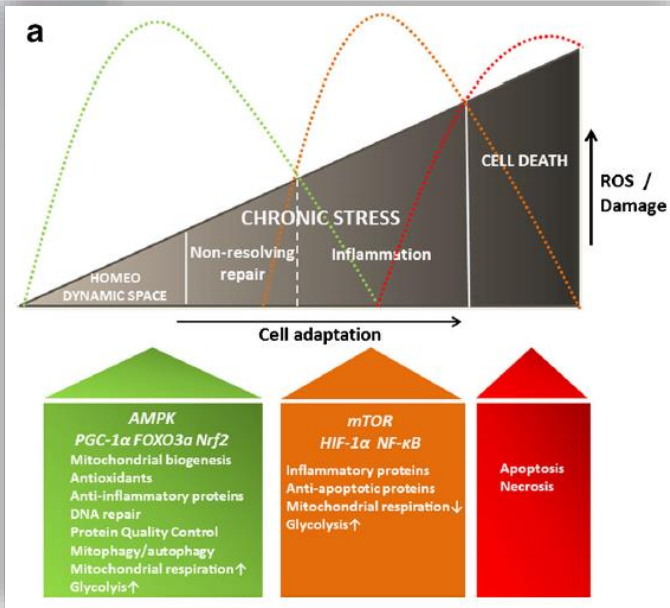 a
CELL DEATH
ROS /
Damage
CHRONIC STRESS
Non-resolving
repair
Inflammation
HOMEO
DYNAMIC SPACE
Cell adaptation
AMPK
PGC-1α FOXO3a Nrf2
Mitochondrial biogenesis
Antioxidants
Anti-inflammatory proteins
DNA repair
Protein Quality Control
Mitophagy/autophagy
Mitochondrial respiration↑
Glycolyis↑
mTOR
HIF-1α NF-κB
Inflammatory proteins
Anti-apoptotic proteins
Mitochondrial respiration↓
Glycolysis↑
Apoptosis
Necrosis